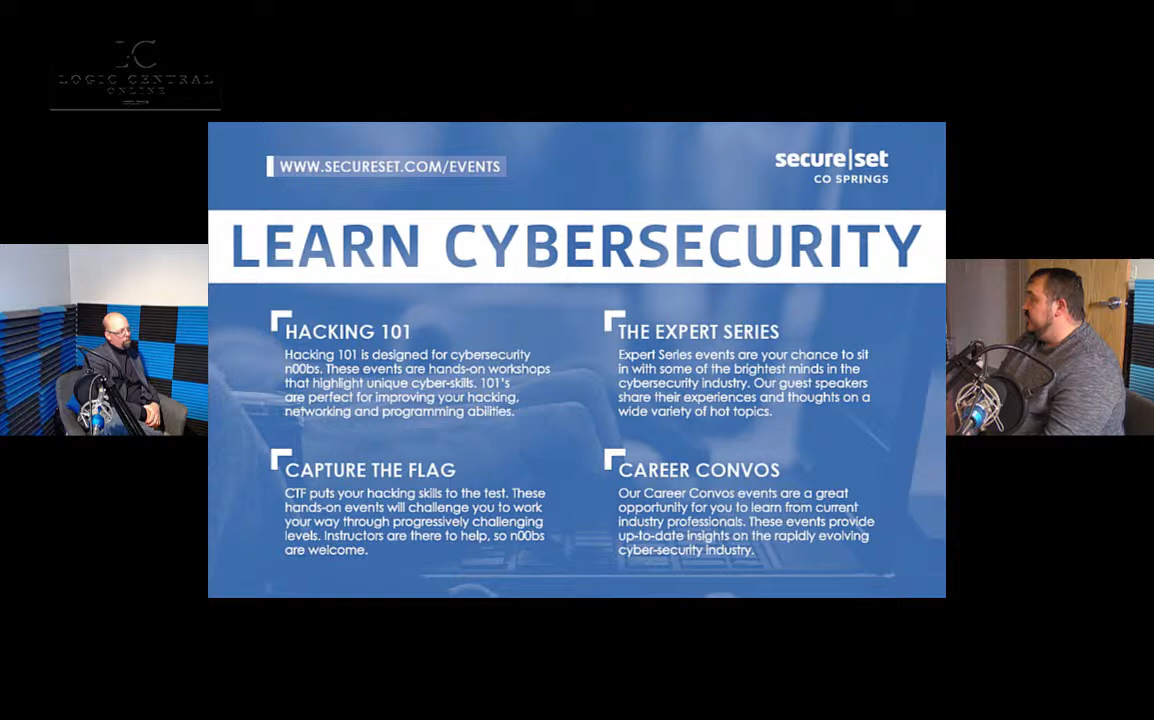 LC
LOGIC CENTRAL
ONLINE
WWW.SECURESET.COM/EVENTS
secure|set
CO SPRINGS
LEARN CYBERSECURITY
HACKING 101
Hacking 101 is designed for cybersecurity
n00bs. These events are hands-on workshops
that highlight unique cyber-skills. 101's
are perfect for improving your hacking,
networking and programming abilities.
THE EXPERT SERIES
Expert Series events are your chance to sit
in with some of the brightest minds in the
cybersecurity industry. Our guest speakers
share their experiences and thoughts on a
wide variety of hot topics.
CAPTURE THE FLAG
CTF puts your hacking skills to the test. These
hands-on events will challenge you to work
your way through progressively challenging
levels. Instructors are there to help, so n00bs
are welcome.
CAREER CONVOS
Our Career Convos events are a great
opportunity for you to learn from current
industry professionals. These events provide
up-to-date insights on the rapidly evolving
cyber-security industry.